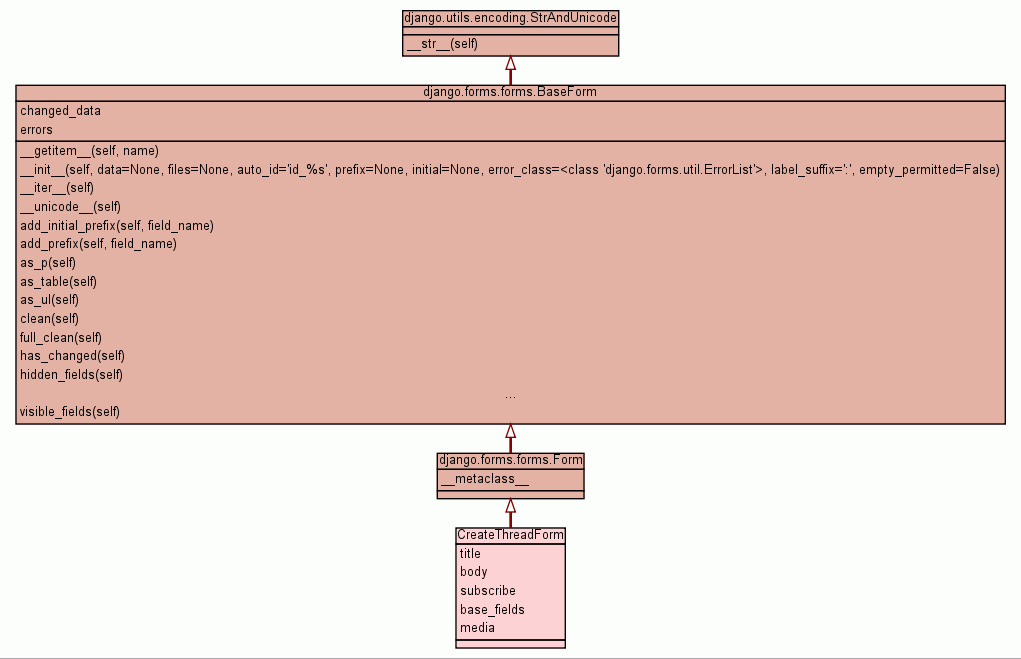 django.utils.encoding.StrAndUnicode
__str__(self)
django.forms.forms.BaseForm
changed_data
errors
__getitem__(self, name)
__init__(self, data=None, files=None, auto_id='id_%s', prefix=None, initial=None, error_class=<class 'django.forms.util.ErrorList'>, label_suffix=':', empty_permitted=False)
__iter__(self)
__unicode__(self)
add_initial_prefix(self, field_name)
add_prefix(self, field_name)
as_p(self)
as_table(self)
as_ul(self)
clean(self)
full_clean(self)
has_changed(self)
hidden_fields(self)
...
visible_fields(self)
django.forms.forms.Form
__metaclass__
CreateThreadForm
title
body
subscribe
base_fields
media